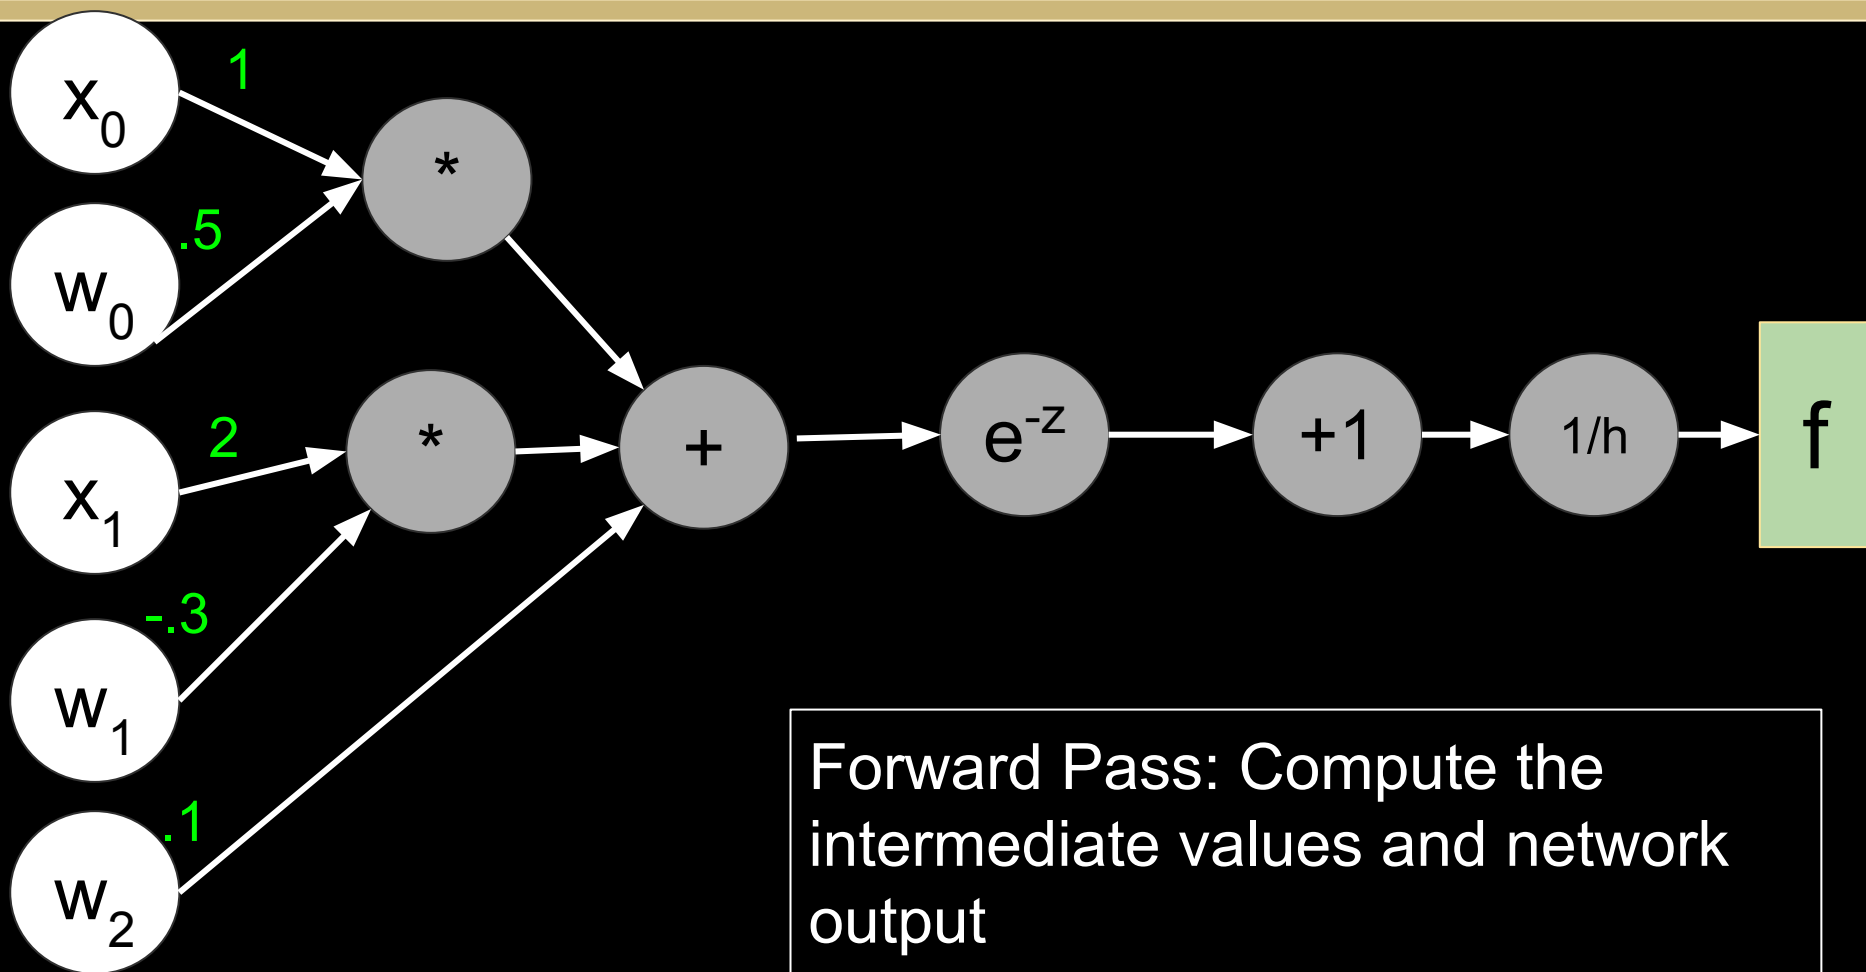 x0
1
*
w0
.5
x1
2
*
+
e-z
+1
1/h
f
w1
-.3
w2
.1
Forward Pass: Compute the
intermediate values and network
output